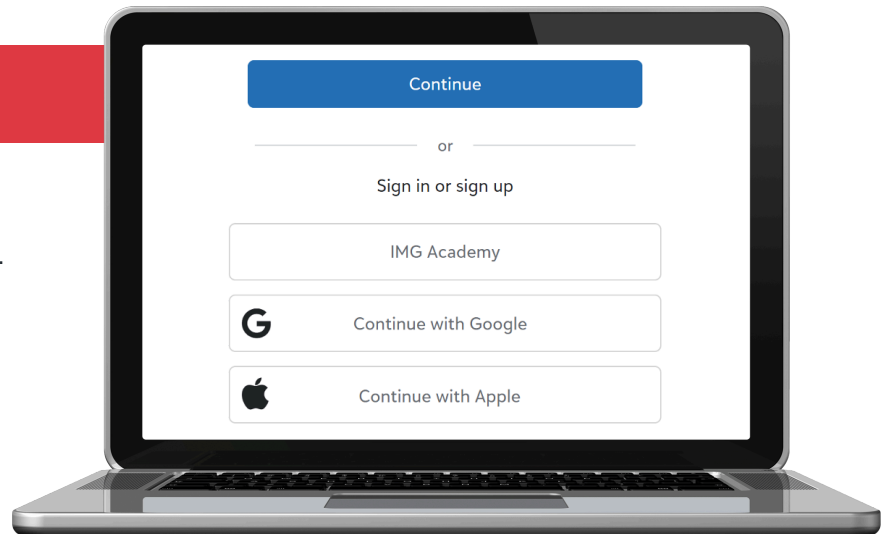 Continue
or
Sign in or sign up
.
IMG Academy
Continue with Google
Continue with Apple